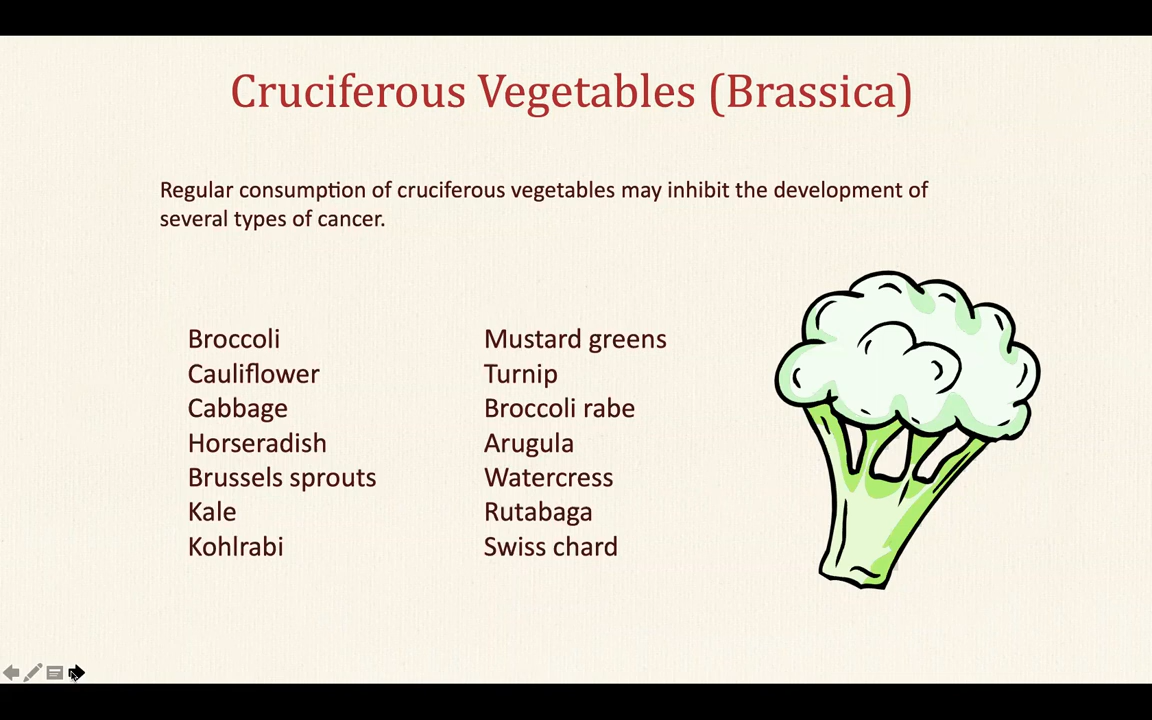 Cruciferous Vegetables (Brassica)
Regular consumption of cruciferous vegetables may inhibit the development of
several types of cancer.
Broccoli
Cauliflower
Cabbage
Horseradish
Brussels sprouts
Kale
Kohlrabi
Mustard greens
Turnip
Broccoli rabe
Arugula
Watercress
Rutabaga
Swiss chard